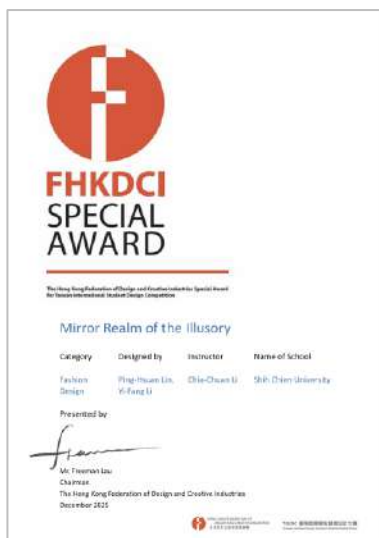 FHKDCI
SPECIAL
AWARD
The Hong Kong Federation of Design and Creative Industries Special Award
for Taiwan International Student Design Competition
Mirror Realm of the Illusory
Category Designed by Instructor Name of School
Fashion Ping-Hsuan Lin, Chia-Chuan Li Shih Chien University
Design Yi-Fang Li
Presented by
Mr. Freeman Lau
Chairman
The Hong Kong Federation of Design and Creative Industries
December 2025